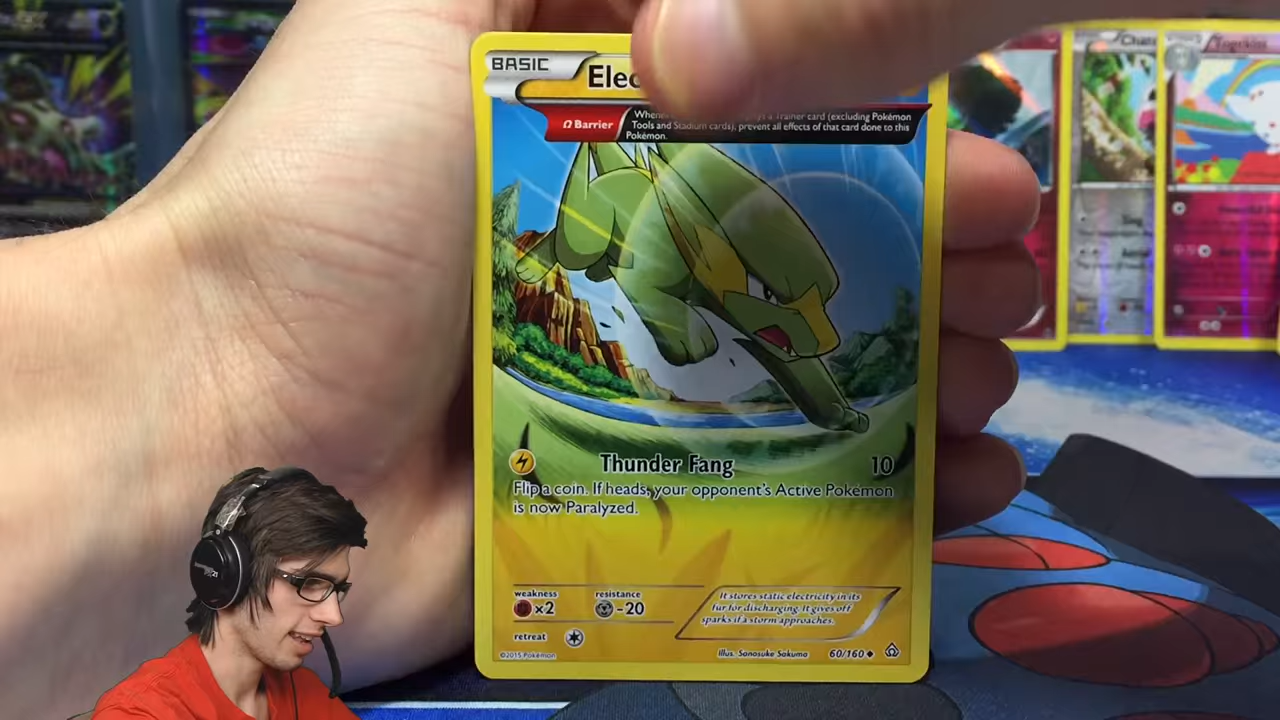 BASIC
Elec
Ω Barrier
a Trainer card (excluding Pokémon
Tools and Stadium cards), prevent all effects of that card done to this
Pokémon.
Thunder Fang 10
Flip a coin. If heads, your opponent's Active Pokémon
is now Paralyzed.
weakness resistance
×2 -20
retreat
It stores static electricity in its
fur for discharging. It gives off
sparks if a storm approaches.
©2015 Pokémon Illus. Sanosuke Sakuma 60/160